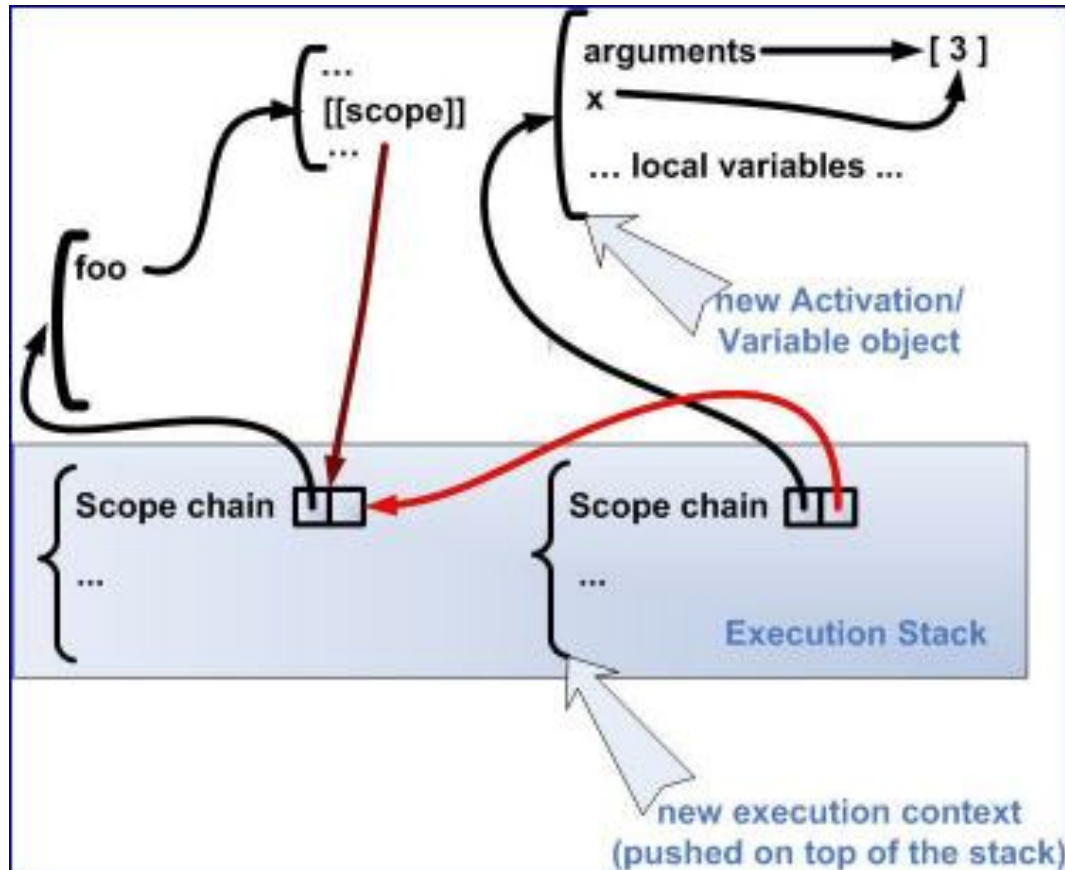 ...
[[scope]]
...
foo
arguments
[ 3 ]
x
... local variables ...
new Activation/
Variable object
Scope chain
...
Scope chain
...
Execution Stack
new execution context
(pushed on top of the stack)